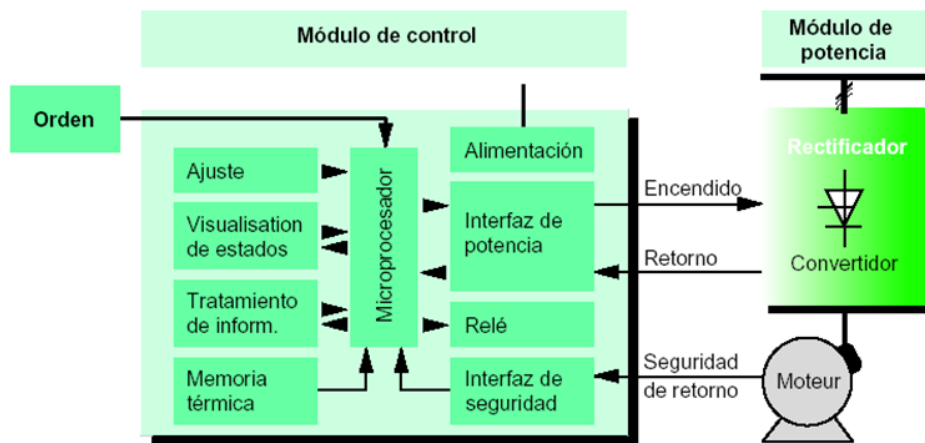 Módulo de control
Módulo de
potencia
Orden
Ajuste
Visualisation
de estados
Tratamiento
de inform.
Memoria
térmica
Microprocesador
Alimentación
Interfaz de
potencia
Relé
Interfaz de
seguridad
Encendido
Retorno
Seguridad
de retorno
Rectificador
Convertidor
Moteur